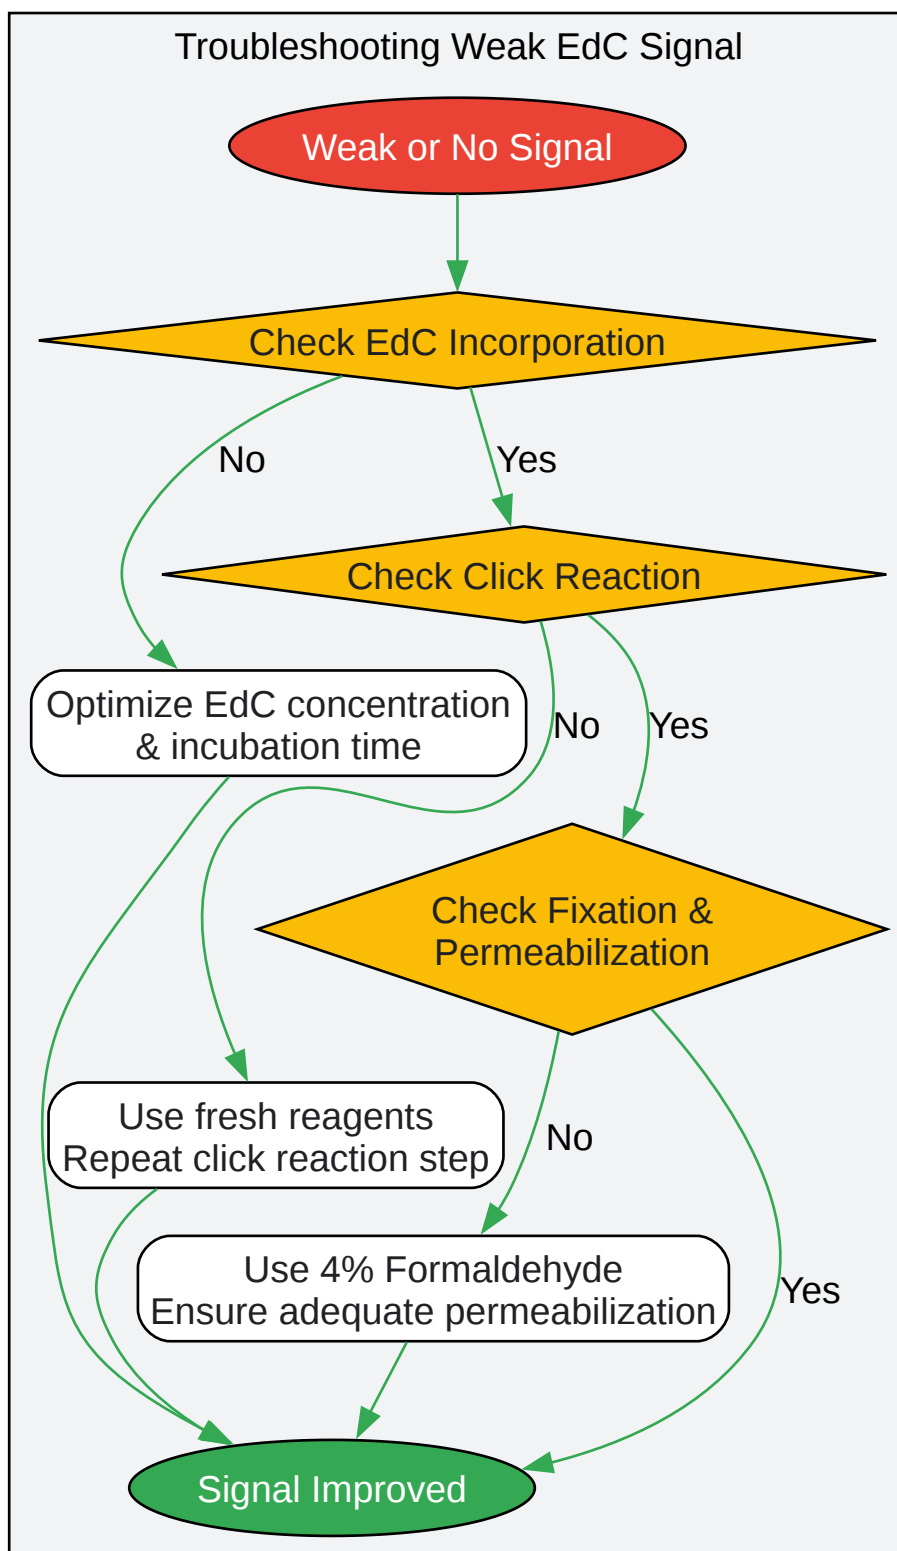 Troubleshooting Weak EdC Signal
Weak or No Signal
Check EdC Incorporation
No
Yes
Check Click Reaction
Optimize EdC concentration
& incubation time
No
Yes
Check Fixation &
Permeabilization
Use fresh reagents
Repeat click reaction step
No
Use 4% Formaldehyde
Ensure adequate permeabilization
Yes
Signal Improved